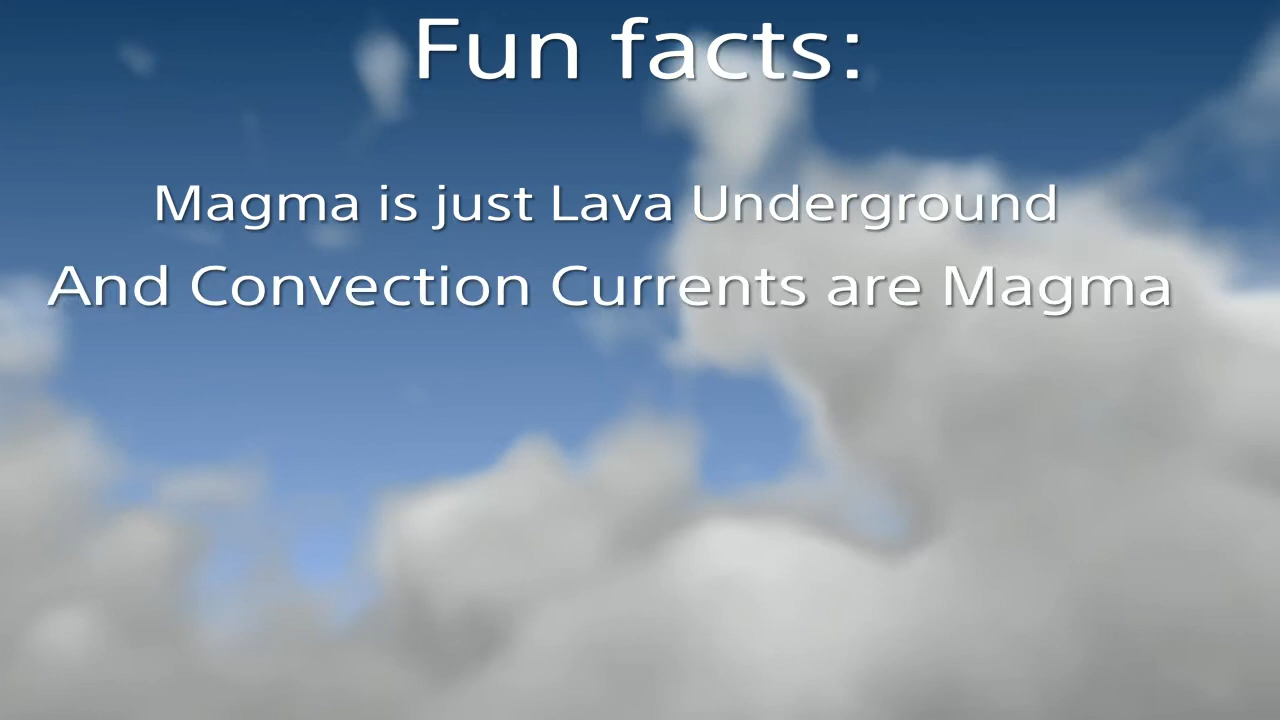 Fun facts:
Magma is just Lava Underground
And Convection Currents are Magma